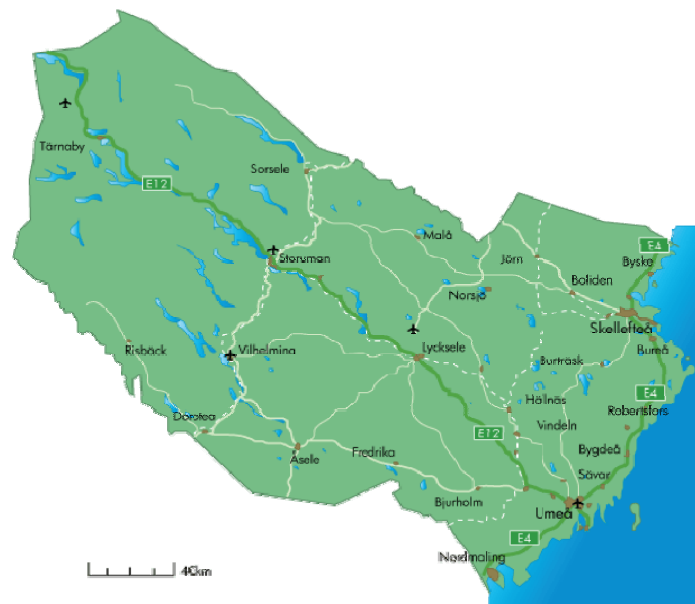 Tärnaby
Sorsele
E12
Malå
E4
Storuman
Jörn
Byske
Boliden
Norsjö
Skellefteå
Risbäck
Vilhelmina
Lycksele
Burträsk
Bureå
E4
Hällnäs
Robertsfors
Dorotea
Vindeln
E12
Åsele
Fredrika
Bygdeå
Sävar
Bjurholm
Umeå
E4
Nordmaling
40km